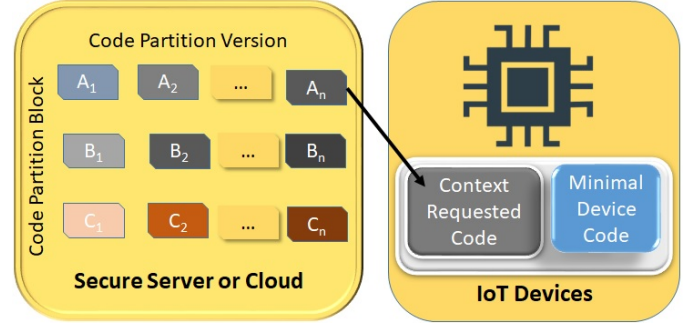 Code Partition Version
Code Partition Block
A₁ A₂ ... Aₙ
B₁ B₂ ... Bₙ
C₁ C₂ ... Cₙ
Secure Server or Cloud
Context
Requested
Code
Minimal
Device
Code
IoT Devices